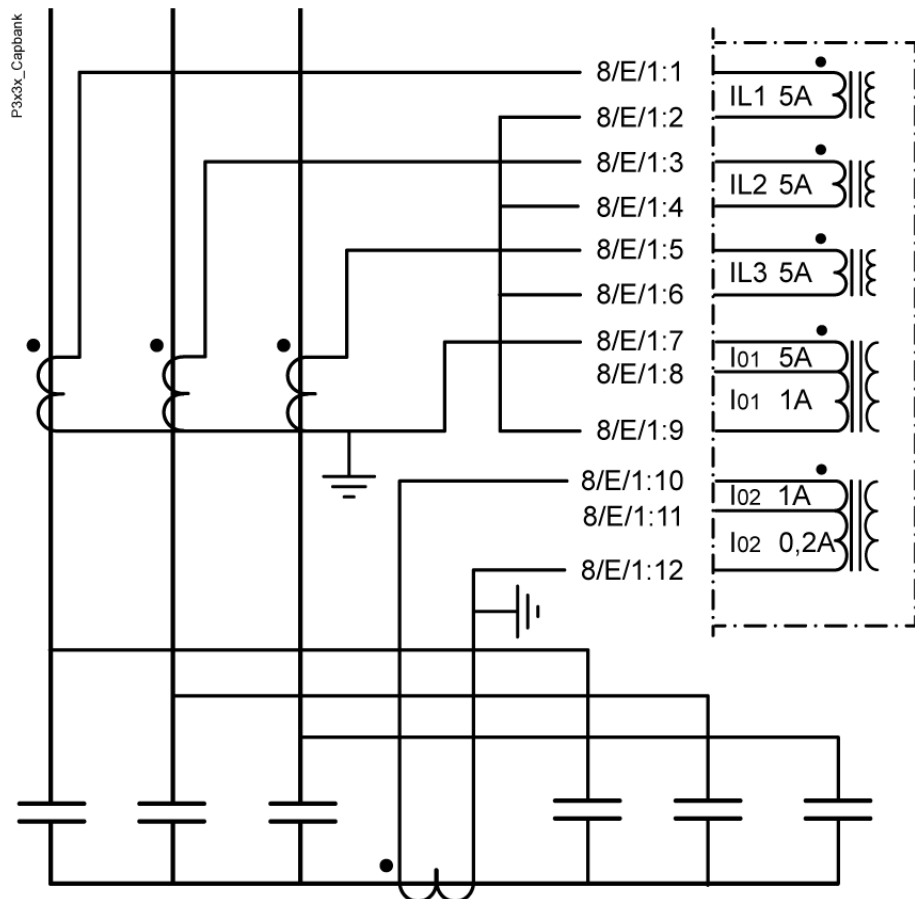 P3x3x_Capbank
8/E/1:1
IL1 5A
8/E/1:2
8/E/1:3
IL2 5A
8/E/1:4
8/E/1:5
IL3 5A
8/E/1:6
8/E/1:7
I01 5A
8/E/1:8
I01 1A
8/E/1:9
8/E/1:10
I02 1A
8/E/1:11
I02 0,2A
8/E/1:12